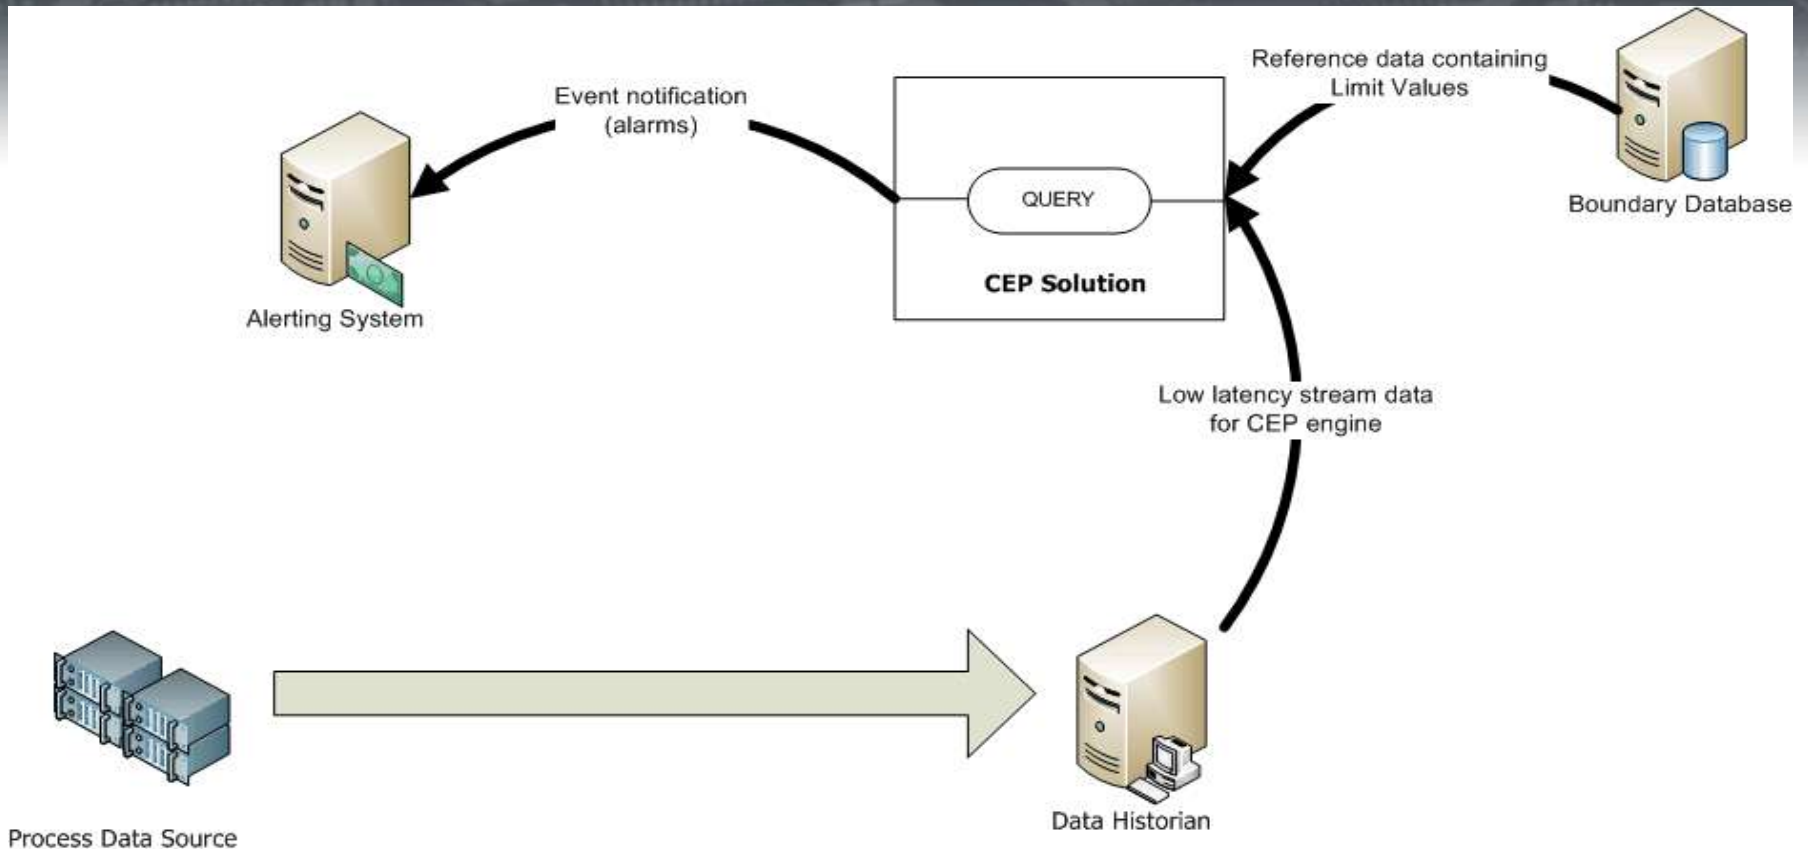 Reference data containing
Limit Values
Event notification
(alarms)
QUERY
Boundary Database
CEP Solution
Alerting System
Low latency stream data
for CEP engine
Data Historian
Process Data Source